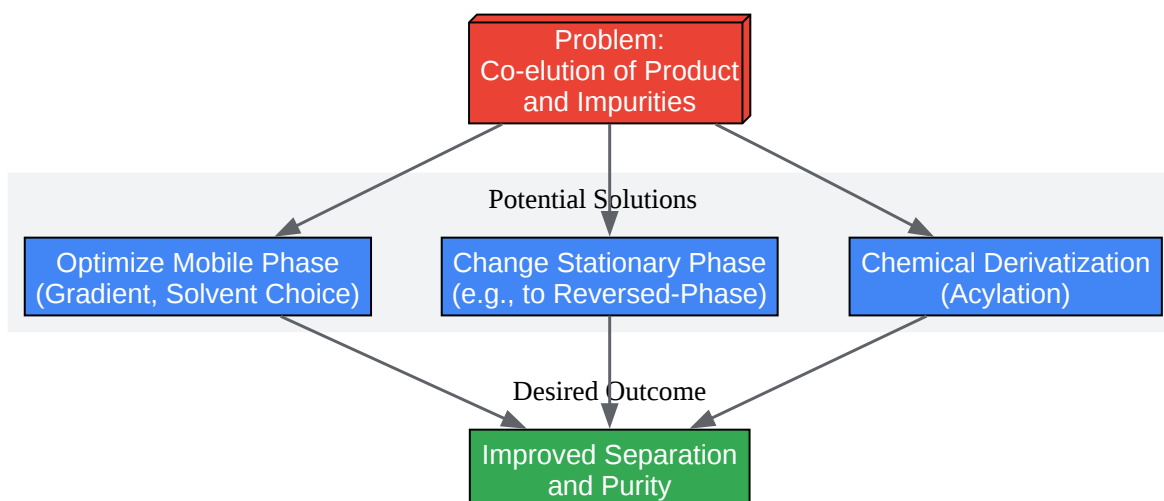 Problem:
Co-elution of Product
and Impurities
Potential Solutions
Optimize Mobile Phase
(Gradient, Solvent Choice)
Change Stationary Phase
(e.g., to Reversed-Phase)
Chemical Derivatization
(Acylation)
Desired Outcome
Improved Separation
and Purity